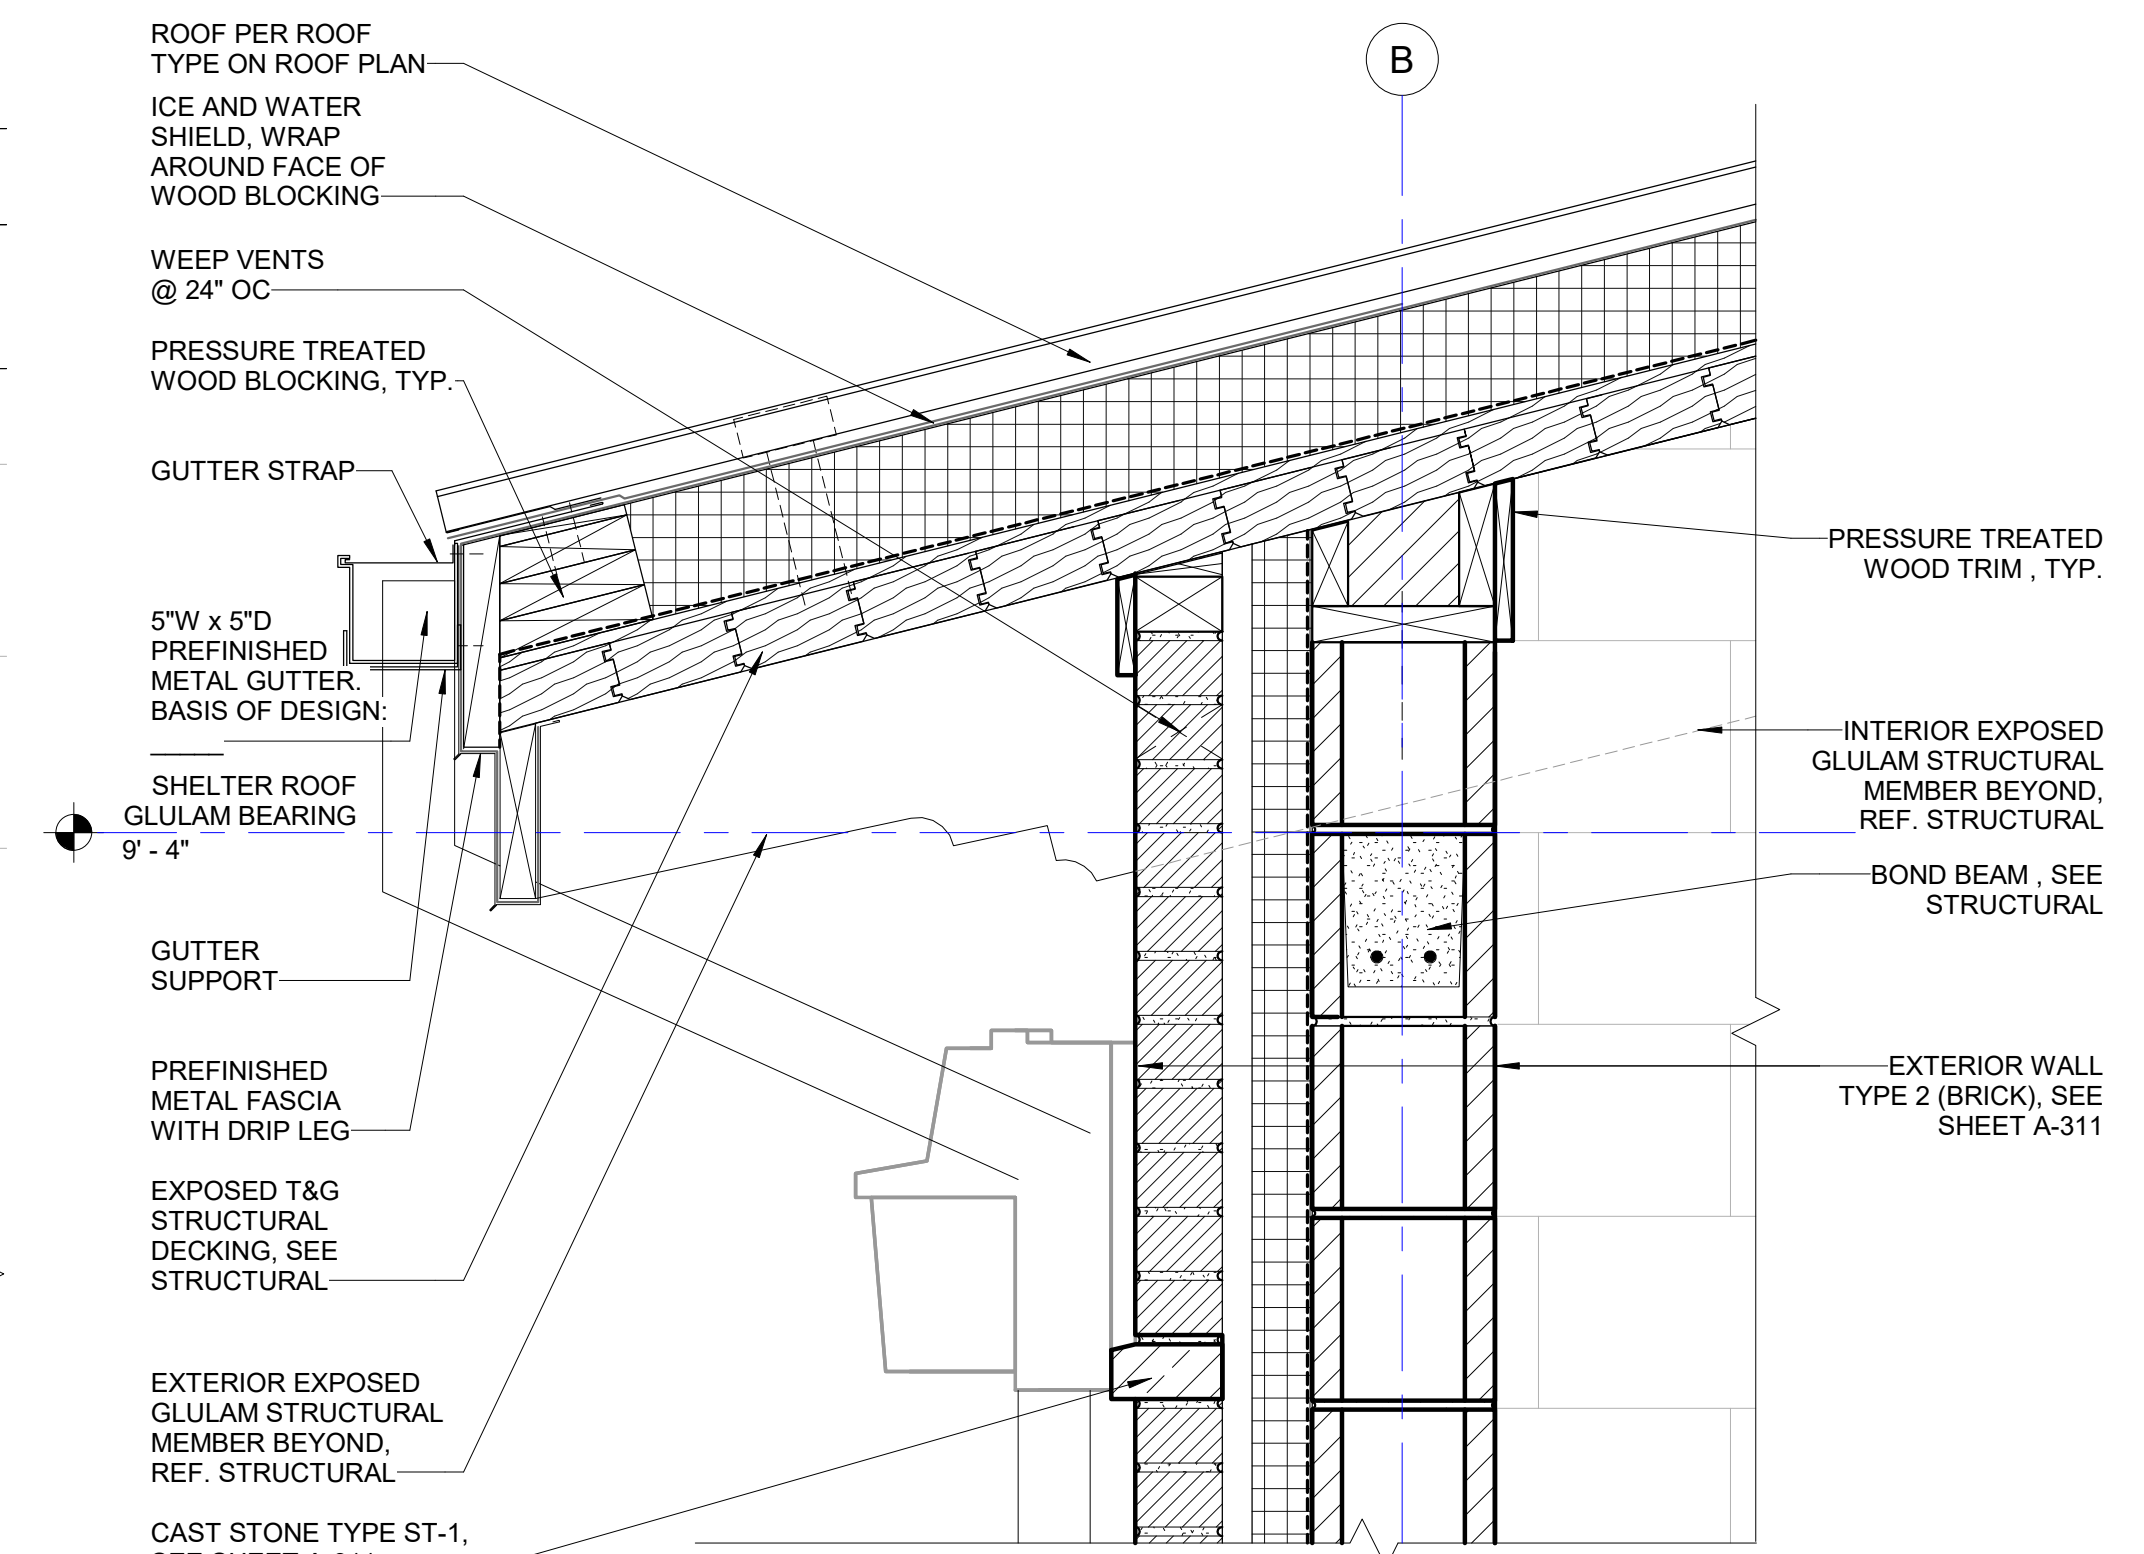 ROOF PER ROOF
TYPE ON ROOF PLAN
ICE AND WATER
SHIELD, WRAP
AROUND FACE OF
WOOD BLOCKING
WEEP VENTS
@ 24" OC
PRESSURE TREATED
WOOD BLOCKING, TYP.
GUTTER STRAP
5"W x 5"D
PREFINISHED
METAL GUTTER.
BASIS OF DESIGN:
_____
SHELTER ROOF
GLULAM BEARING
9' - 4"
GUTTER
SUPPORT
PREFINISHED
METAL FASCIA
WITH DRIP LEG
EXPOSED T&G
STRUCTURAL
DECKING, SEE
STRUCTURAL
EXTERIOR EXPOSED
GLULAM STRUCTURAL
MEMBER BEYOND,
REF. STRUCTURAL
CAST STONE TYPE ST-1,
B
PRESSURE TREATED
WOOD TRIM , TYP.
INTERIOR EXPOSED
GLULAM STRUCTURAL
MEMBER BEYOND,
REF. STRUCTURAL
BOND BEAM , SEE
STRUCTURAL
EXTERIOR WALL
TYPE 2 (BRICK), SEE
SHEET A-311